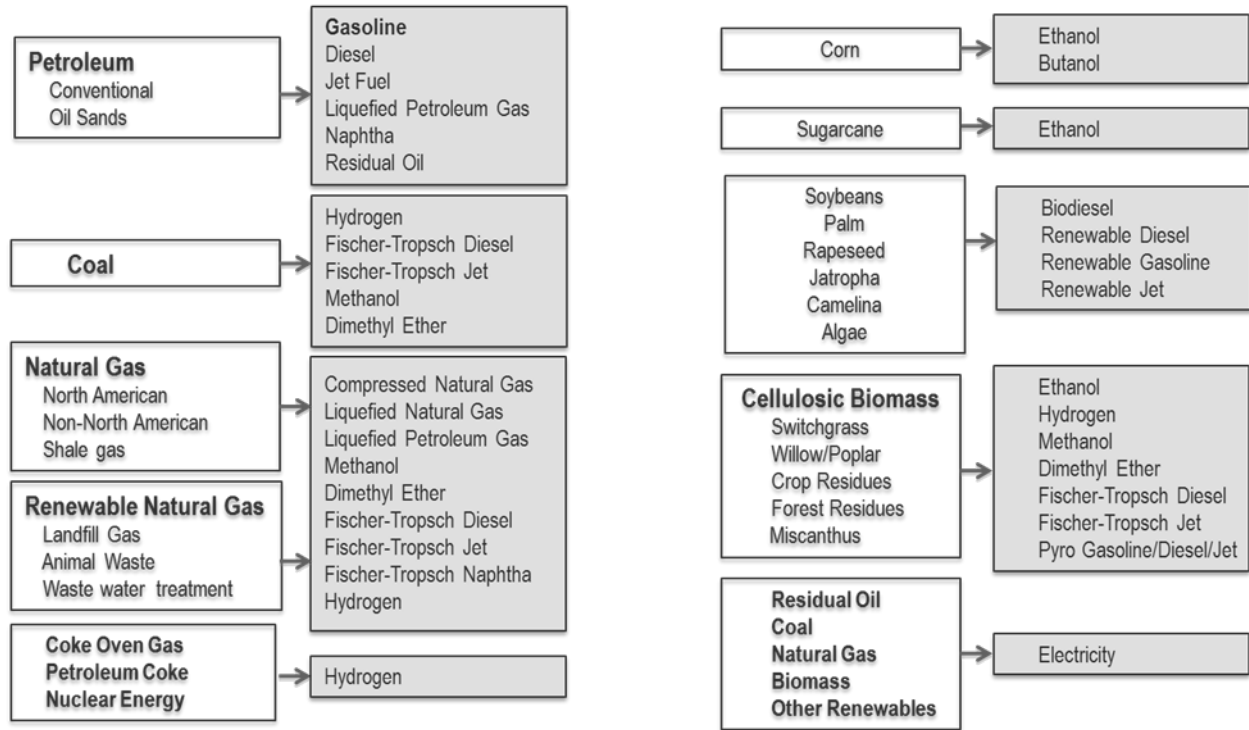 Petroleum
Conventional
Oil Sands
Gasoline
Diesel
Jet Fuel
Liquefied Petroleum Gas
Naphtha
Residual Oil
Coal
Hydrogen
Fischer-Tropsch Diesel
Fischer-Tropsch Jet
Methanol
Dimethyl Ether
Natural Gas
North American
Non-North American
Shale gas
Renewable Natural Gas
Landfill Gas
Animal Waste
Waste water treatment
Compressed Natural Gas
Liquefied Natural Gas
Liquefied Petroleum Gas
Methanol
Dimethyl Ether
Fischer-Tropsch Diesel
Fischer-Tropsch Jet
Fischer-Tropsch Naphtha
Hydrogen
Coke Oven Gas
Petroleum Coke
Nuclear Energy
Hydrogen
Corn
Ethanol
Butanol
Sugarcane
Ethanol
Soybeans
Palm
Rapeseed
Jatropha
Camelina
Algae
Biodiesel
Renewable Diesel
Renewable Gasoline
Renewable Jet
Cellulosic Biomass
Switchgrass
Willow/Poplar
Crop Residues
Forest Residues
Miscanthus
Ethanol
Hydrogen
Methanol
Dimethyl Ether
Fischer-Tropsch Diesel
Fischer-Tropsch Jet
Pyro Gasoline/Diesel/Jet
Residual Oil
Coal
Natural Gas
Biomass
Other Renewables
Electricity